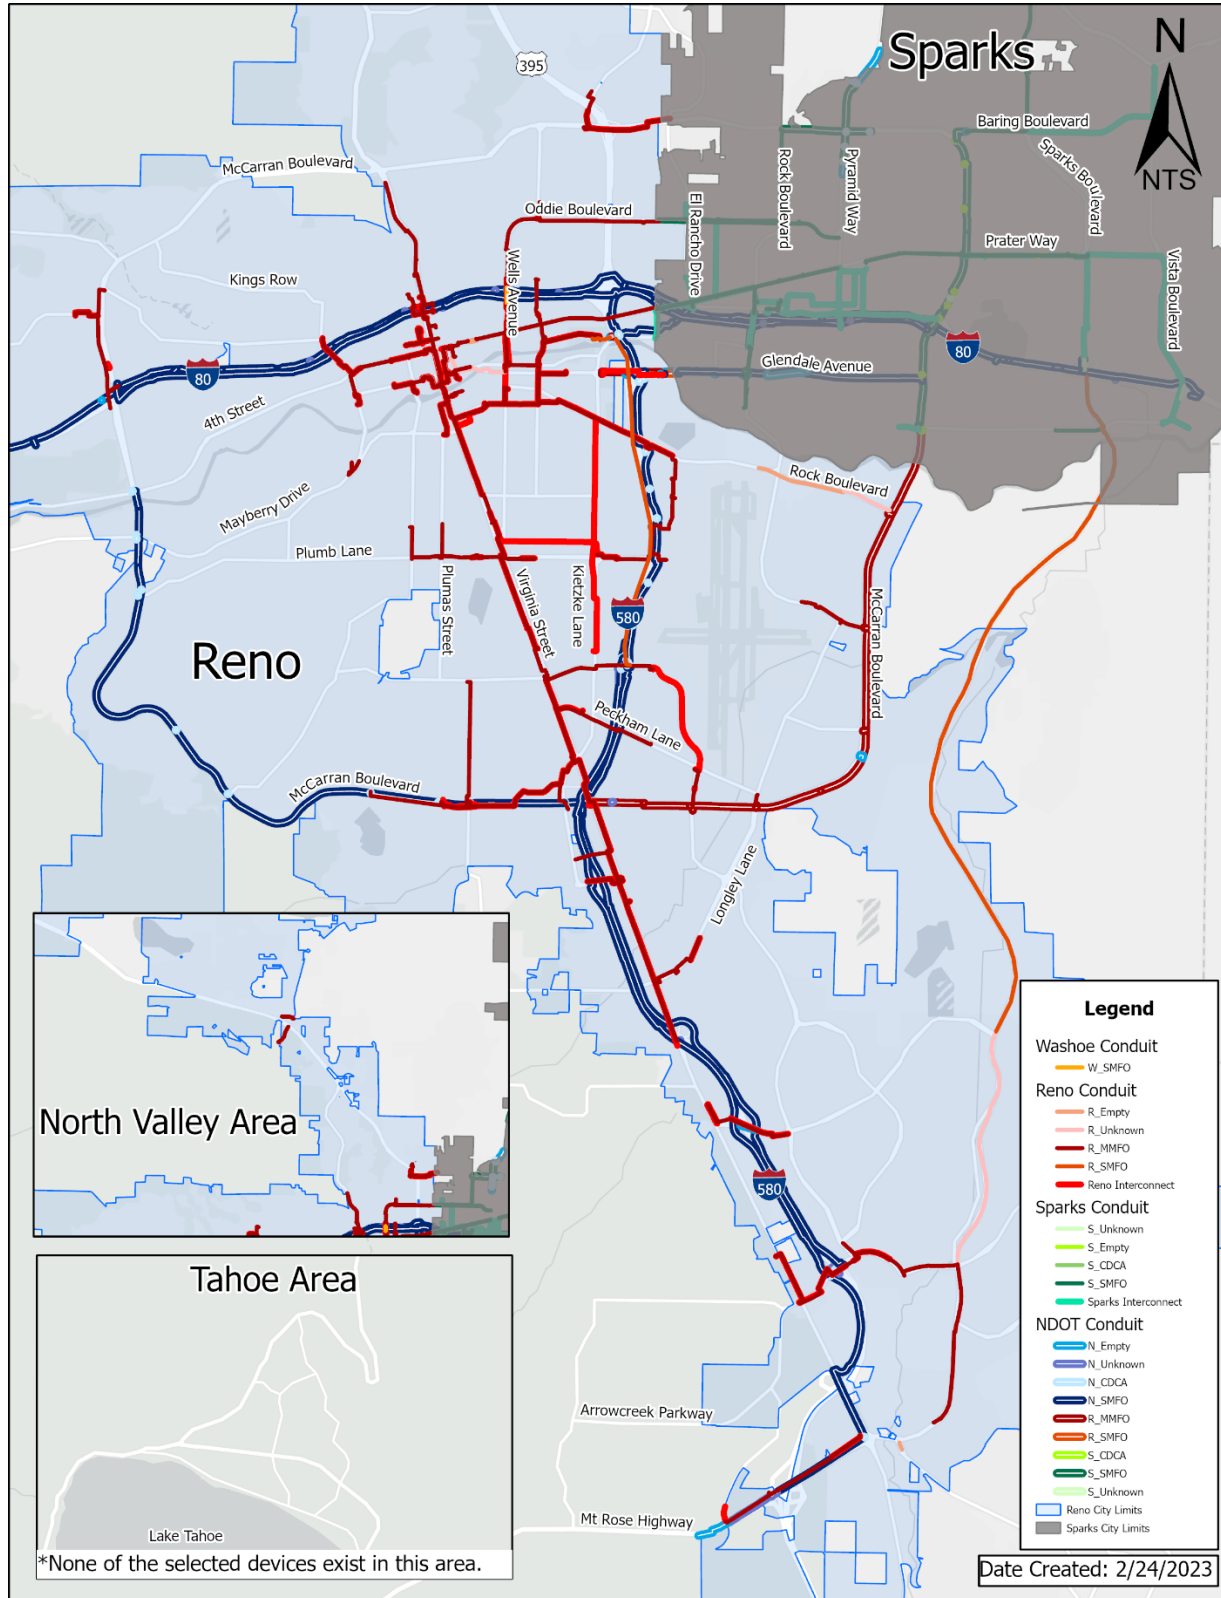 Sparks
N
NTS
395
Baring Boulevard
Sparks Boulevard
Rock Boulevard
Pyramid Way
McCarran Boulevard
Oddie Boulevard
El Rancho Drive
Prater Way
Vista Boulevard
Kings Row
Wells Avenue
80
Glendale Avenue
80
4th Street
Rock Boulevard
Mayberry Drive
Plumb Lane
Plumas Street
Virginia Street
Kietzke Lane
580
McCarran Boulevard
Reno
Peckham Lane
McCarran Boulevard
Longley Lane
North Valley Area
580
Tahoe Area
Lake Tahoe
*None of the selected devices exist in this area.
Arrowcreek Parkway
Mt Rose Highway
Legend
Washoe Conduit
W_SMFO
Reno Conduit
R_Empty
R_Unknown
R_MMFO
R_SMFO
Reno Interconnect
Sparks Conduit
S_Unknown
S_Empty
S_CDCA
S_SMFO
Sparks Interconnect
NDOT Conduit
N_Empty
N_Unknown
N_CDCA
N_SMFO
R_MMFO
R_SMFO
S_CDCA
S_SMFO
S_Unknown
Reno City Limits
Sparks City Limits
Date Created: 2/24/2023